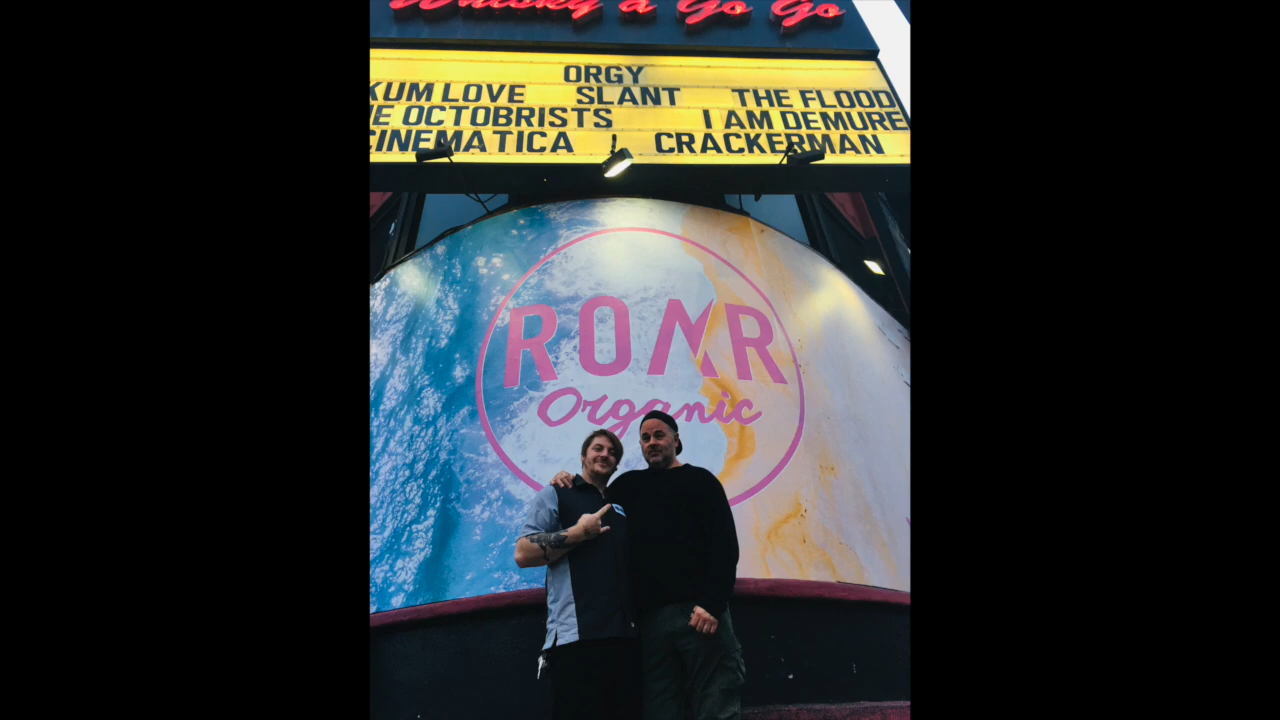 Whisky a Go Go
ORGY
KUM LOVE SLANT THE FLOOD
E OCTOBRISTS I AM DEMURE
CINEMATICA CRACKERMAN
ROAR
Organic